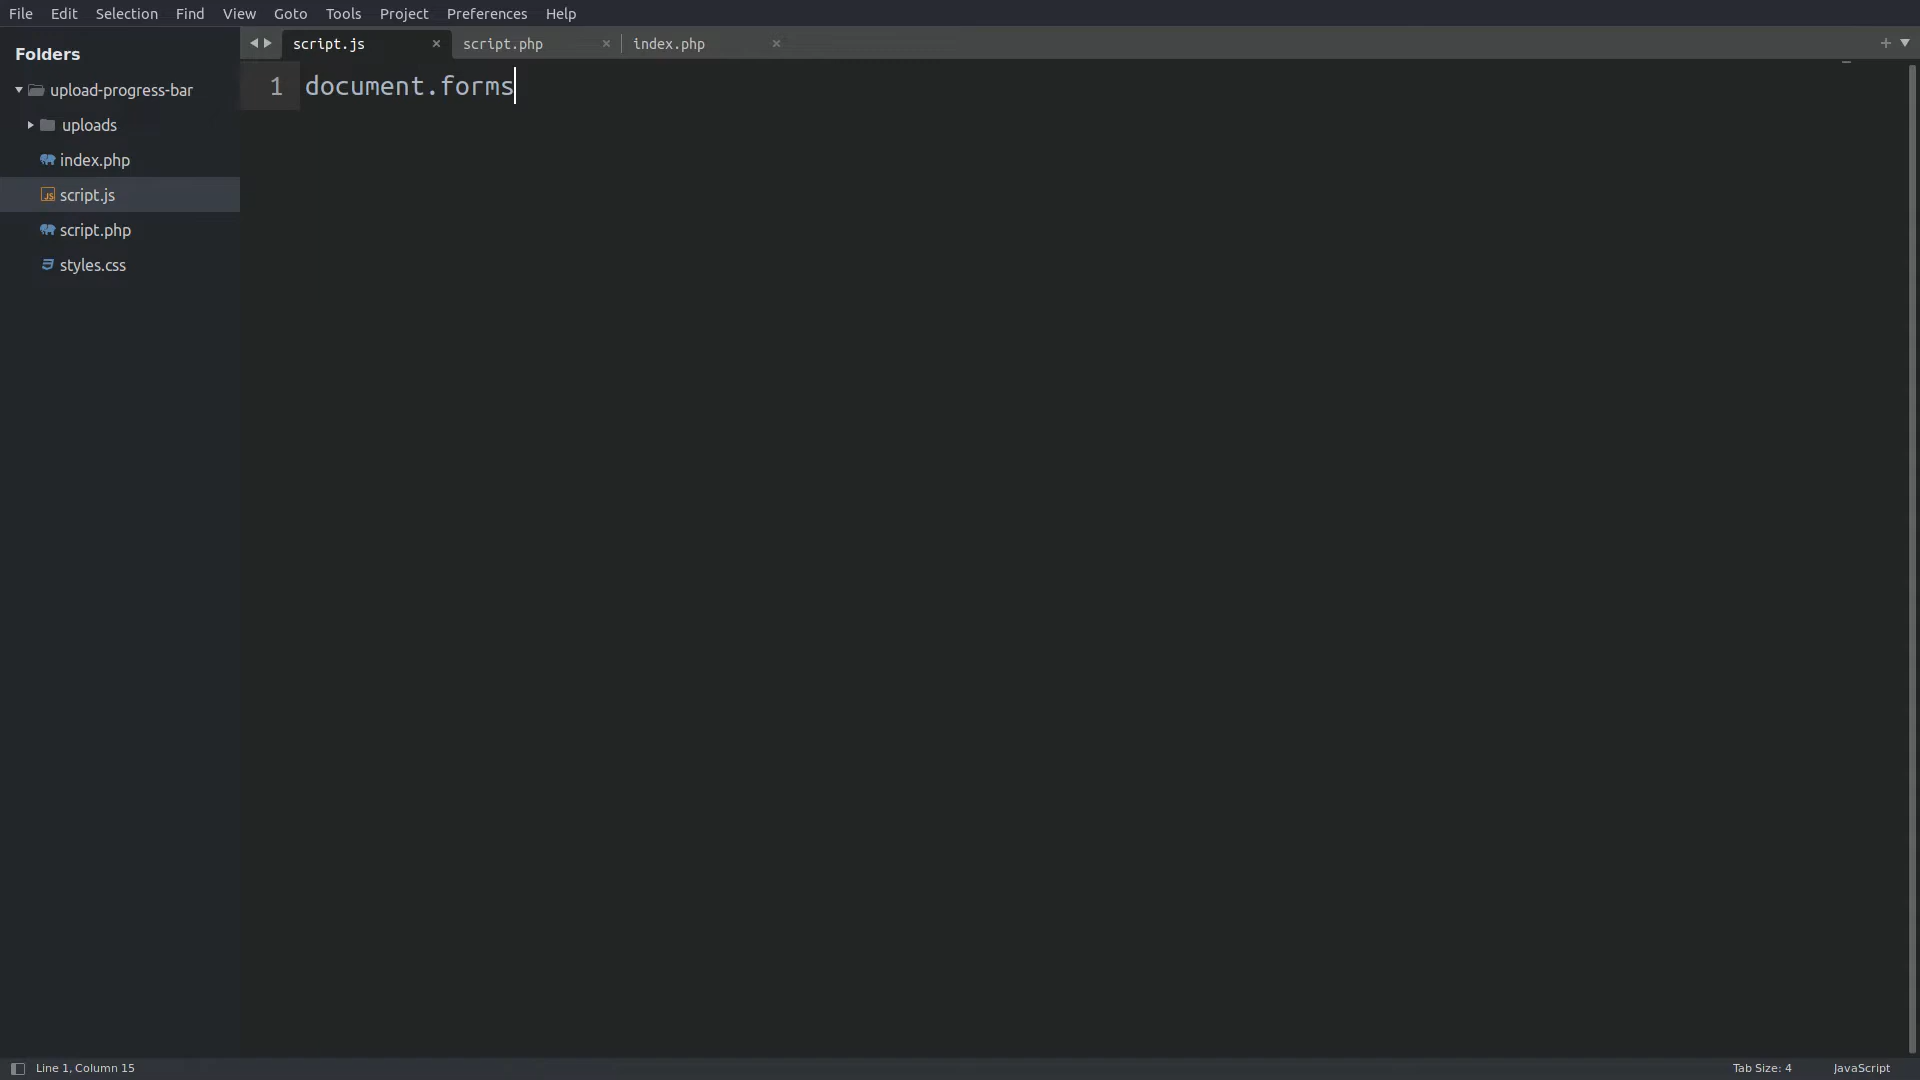 File Edit Selection Find View Goto Tools Project Preferences Help
Folders
upload-progress-bar
uploads
index.php
script.js
script.php
styles.css
script.js × script.php × index.php ×
1 document.forms
Line 1, Column 15
Tab Size: 4 JavaScript